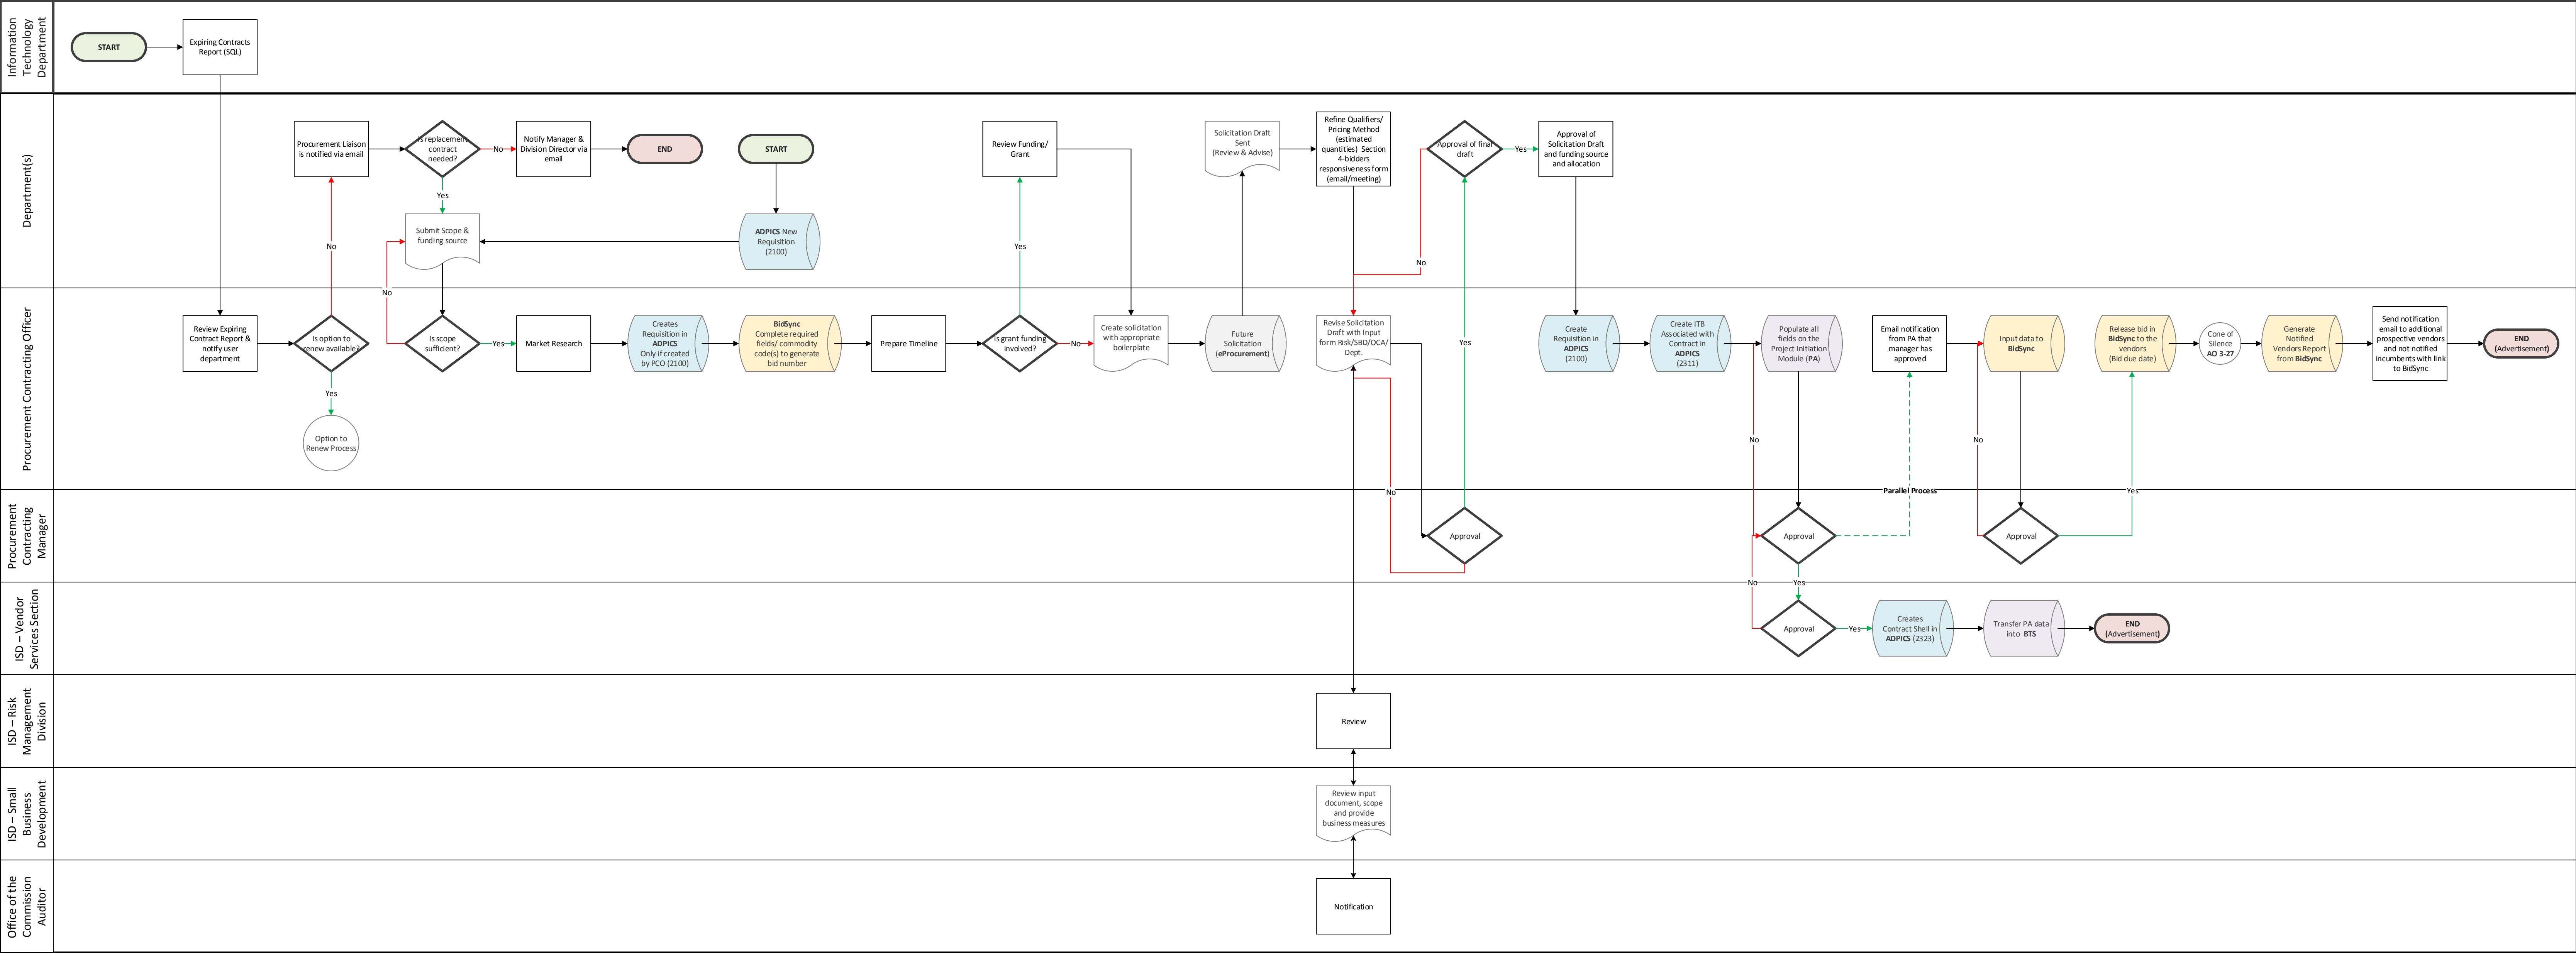 Information
Technology
Department
START
Expiring Contracts
Report (SQL)
Department(s)
Procurement Liaison
is notified via email
Is replacement
contract
needed?
No
Notify Manager &
Division Director via
email
END
START
Yes
Submit Scope &
funding source
ADPICS New
Requisition
(2100)
No
No
Review Funding/
Grant
Yes
Solicitation Draft
Sent
(Review & Advise)
Refine Qualifiers/
Pricing Method
(estimated
quantities) Section
4-bidders
responsiveness form
(email/meeting)
No
Approval of final
draft
Yes
Approval of
Solicitation Draft
and funding source
and allocation
Procurement Contracting Officer
Review Expiring
Contract Report &
notify user
department
Is option to
renew available?
Yes
Option to
Renew Process
Is scope
sufficient?
Yes
Market Research
Creates
Requisition in
ADPICS
Only if created
by PCO (2100)
BidSync
Complete required
fields/ commodity
code(s) to generate
bid number
Prepare Timeline
Is grant funding
involved?
No
Create solicitation
with appropriate
boilerplate
Future
Solicitation
(eProcurement)
Revise Solicitation
Draft with Input
form Risk/SBD/OCA/
Dept.
Yes
Create
Requisition in
ADPICS
(2100)
Create ITB
Associated with
Contract in
ADPICS
(2311)
Populate all
fields on the
Project Initiation
Module (PA)
Email notification
from PA that
manager has
approved
Input data to
BidSync
Release bid in
BidSync to the
vendors
(Bid due date)
Cone of
Silence
AO 3-27
Generate
Notified
Vendors Report
from BidSync
Send notification
email to additional
prospective vendors
and not notified
incumbents with link
to BidSync
END
(Advertisement)
No
No
No
Parallel Process
Yes
Procurement
Contracting
Manager
Approval
Approval
Approval
No
Yes
ISD – Vendor
Services Section
Approval
Yes
Creates
Contract Shell in
ADPICS (2323)
Transfer PA data
into BTS
END
(Advertisement)
ISD – Risk
Management
Division
Review
ISD – Small
Business
Development
Review input
document, scope
and provide
business measures
Office of the
Commission
Auditor
Notification